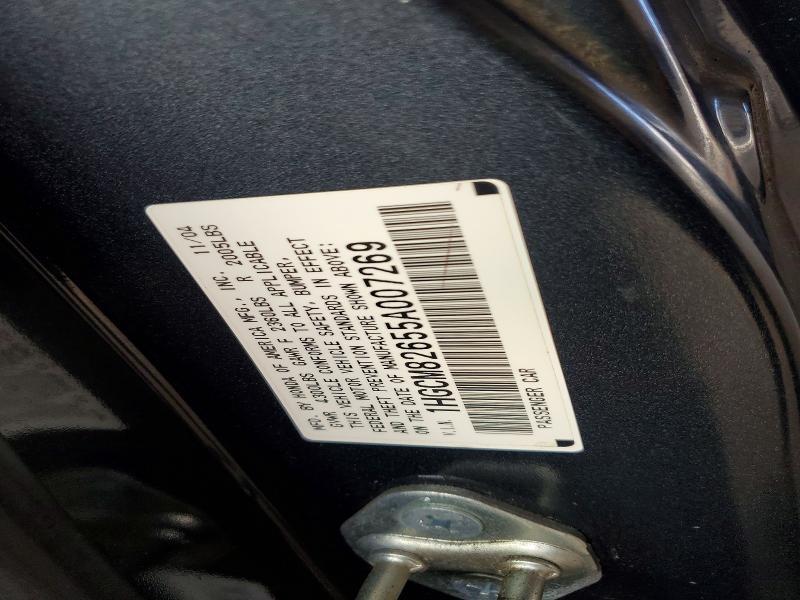 MFD. BY HONDA OF AMERICA MFG., INC. 11/04
GVWR 4300LBS GAWR F 2360LBS R 2005LBS
THIS VEHICLE CONFORMS TO ALL APPLICABLE
FEDERAL MOTOR VEHICLE SAFETY, BUMPER,
AND THEFT PREVENTION STANDARDS IN EFFECT
ON THE DATE OF MANUFACTURE SHOWN ABOVE:
V.I.N 1HGCM82655A007269
PASSENGER CAR